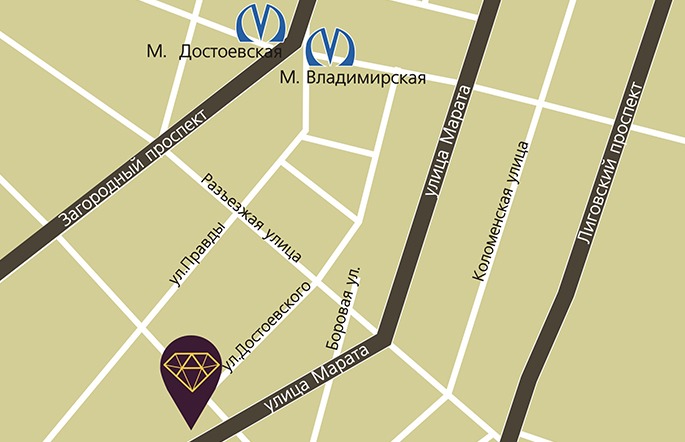 М. Достоевская
М. Владимирская
Загородный проспект
улица Марата
Лиговский проспект
Коломенская улица
Разъезжая улица
ул.Правды
ул.Достоевского
Боровая ул.
улица Марата